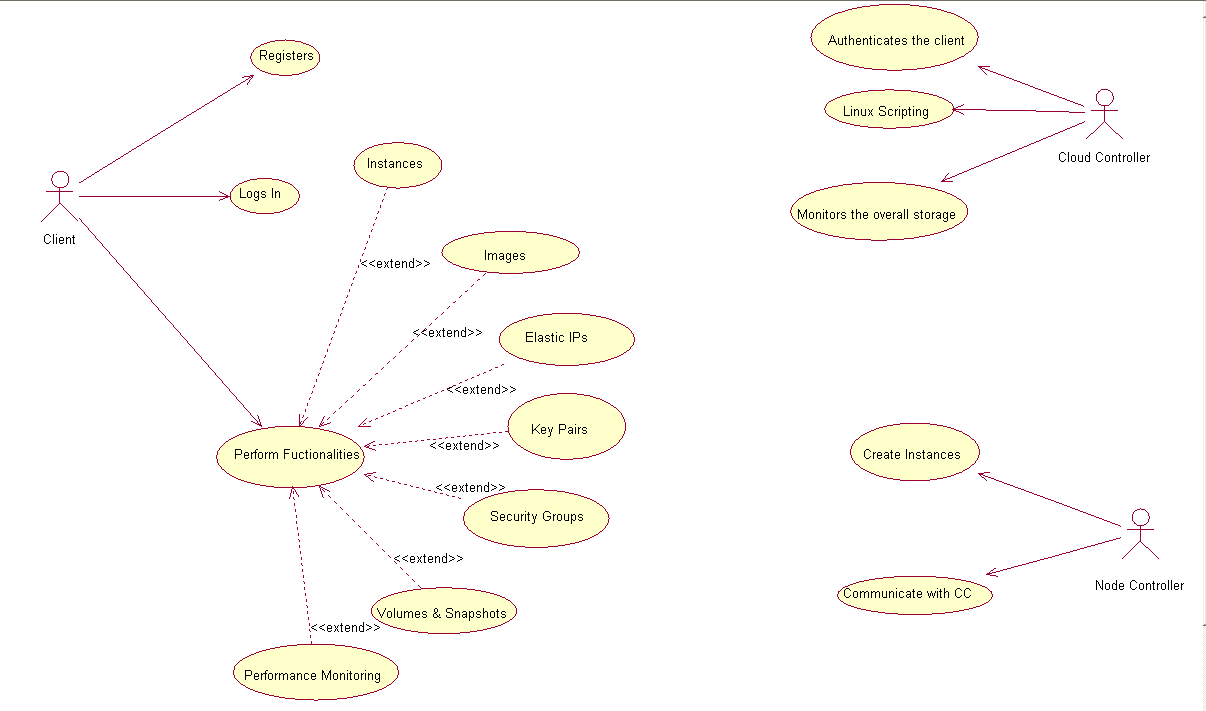 Authenticates the client
Registers
Linux Scripting
Cloud Controller
Instances
Logs In
Monitors the overall storage
Client
Images
<<extend>>
<<extend>>
Elastic IPs
<<extend>>
Key Pairs
<<extend>>
Perform Fuctionalities
Create Instances
<<extend>>
Security Groups
<<extend>>
Node Controller
Communicate with CC
Volumes & Snapshots
<<extend>>
Performance Monitoring